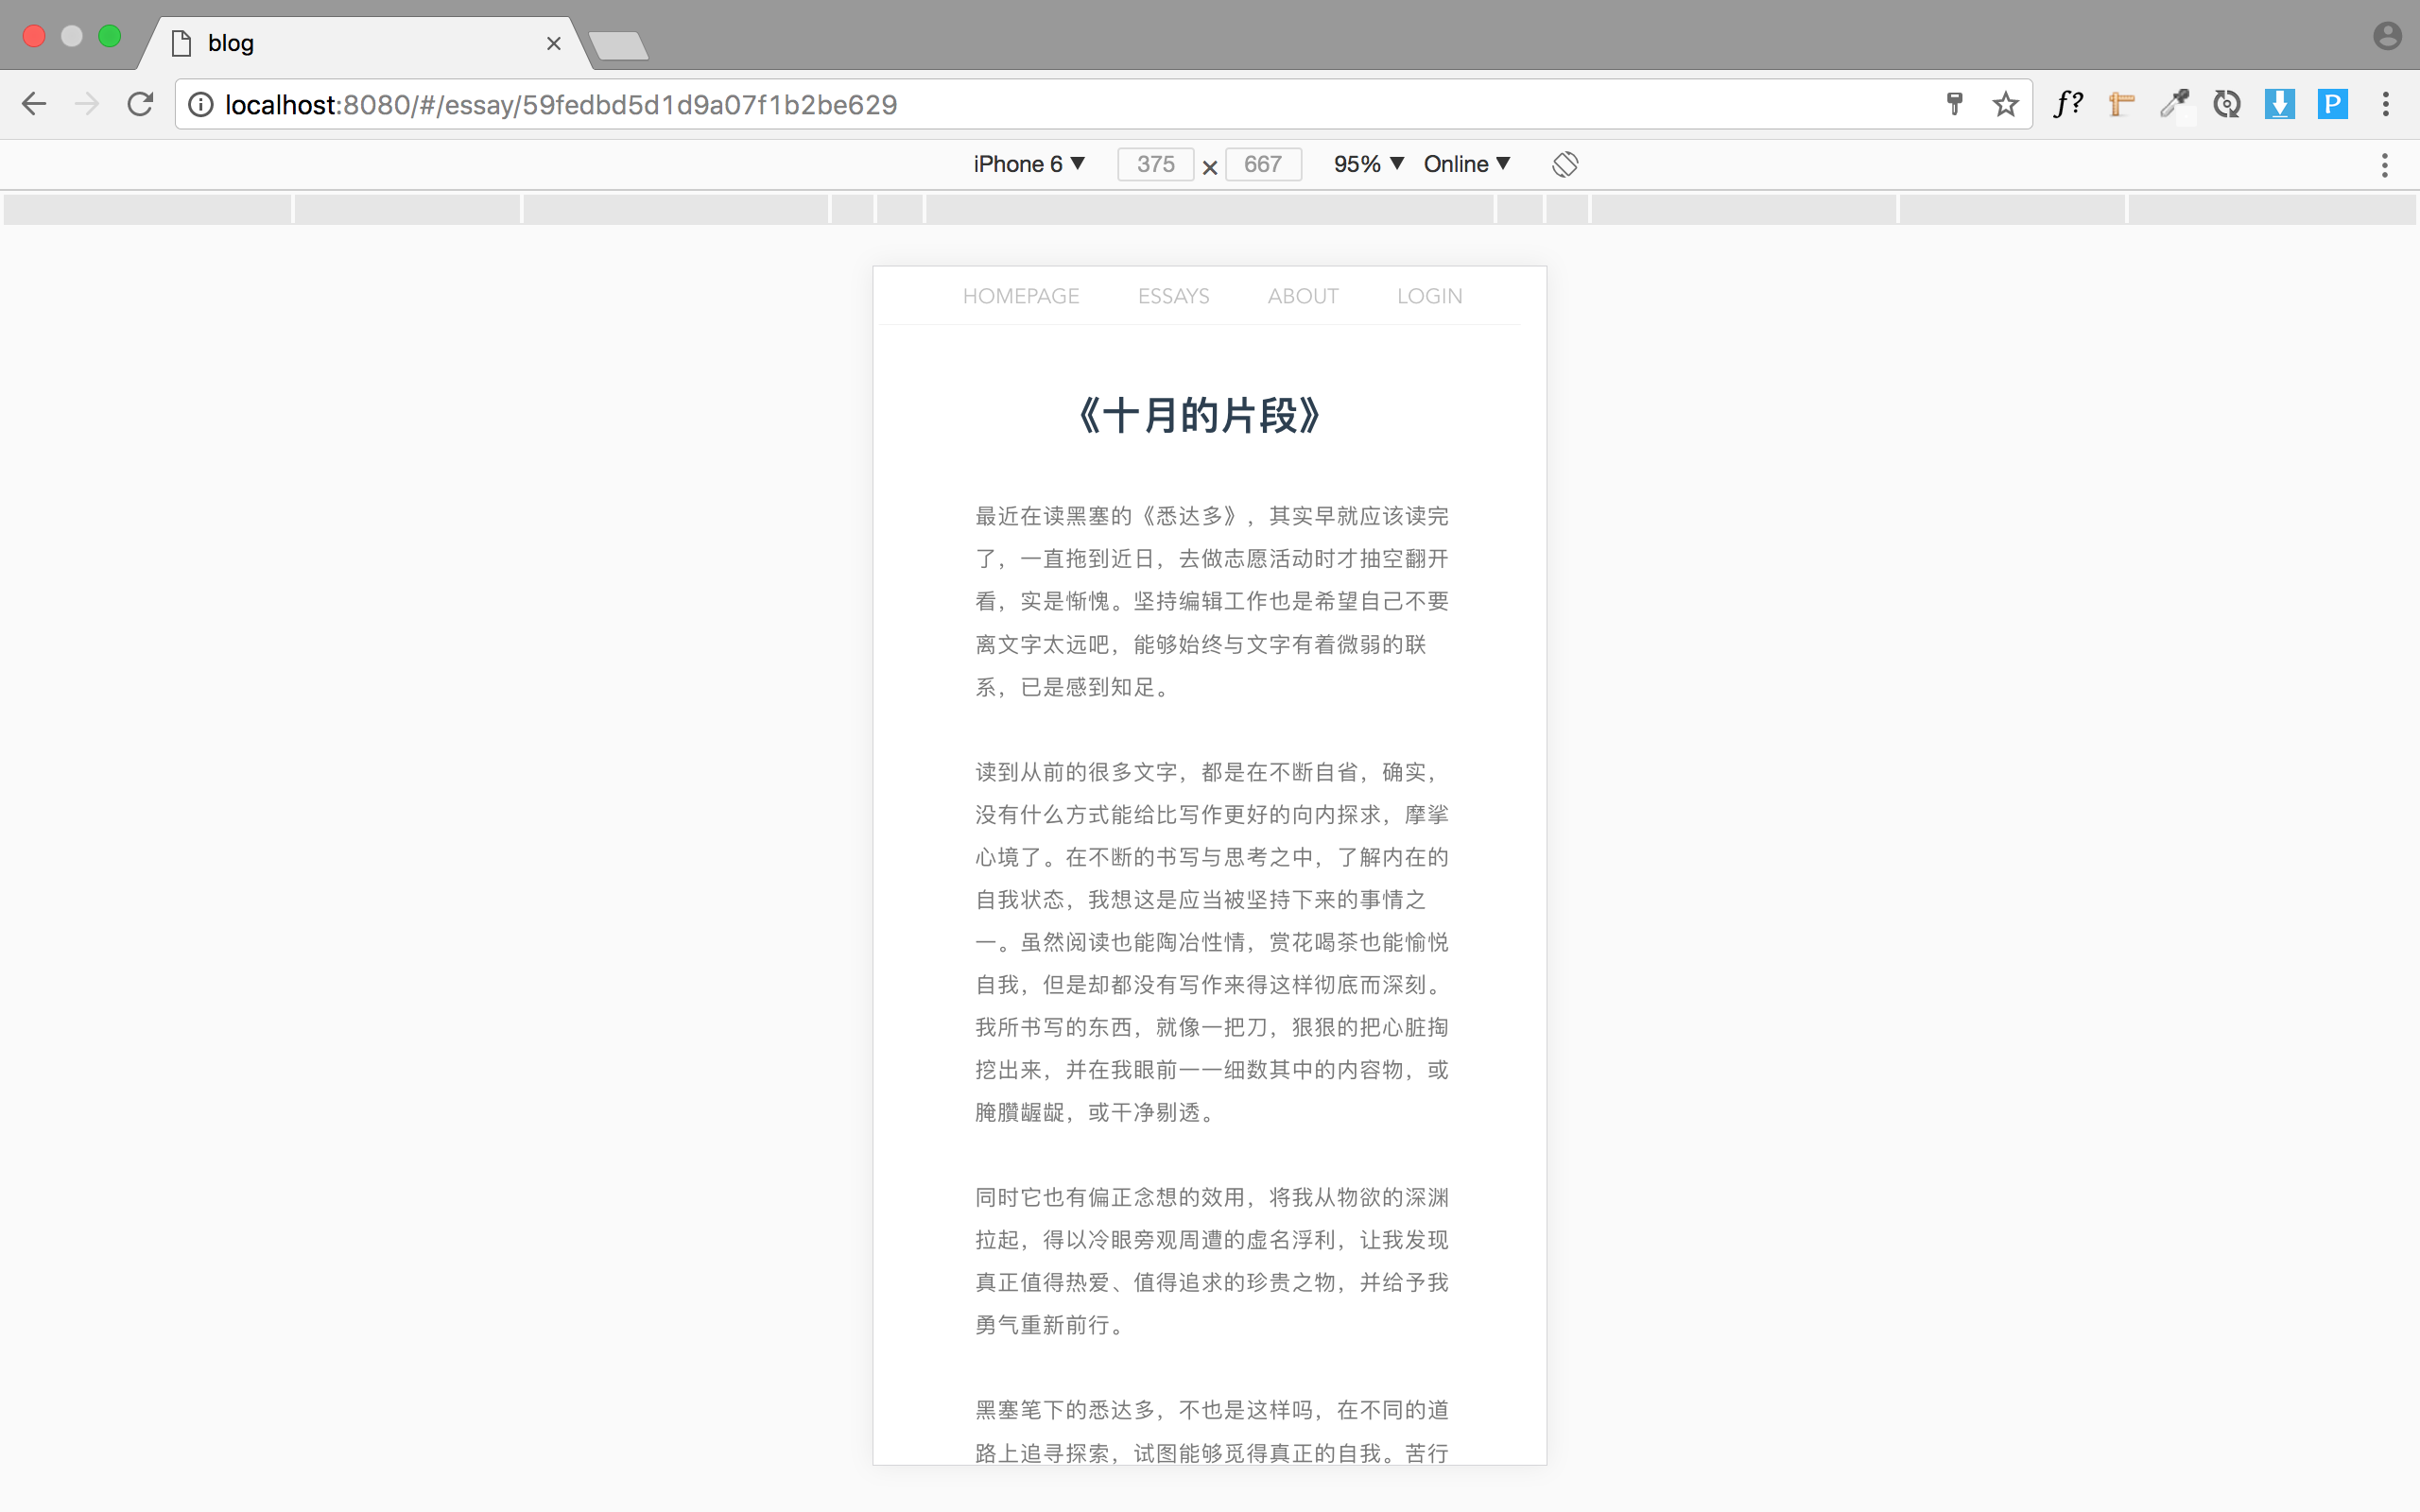 blog
localhost:8080/#/essay/59fedbd5d1d9a07f1b2be629
f?
P
iPhone 6 ▼ 375 × 667 95% ▼ Online ▼
HOMEPAGE ESSAYS ABOUT LOGIN
《十月的片段》
最近在读黑塞的《悉达多》，其实早就应该读完
了，一直拖到近日，去做志愿活动时才抽空翻开
看，实是惭愧。坚持编辑工作也是希望自己不要
离文字太远吧，能够始终与文字有着微弱的联
系，已是感到知足。
读到从前的很多文字，都是在不断自省，确实，
没有什么方式能给比写作更好的向内探求，摩挲
心境了。在不断的书写与思考之中，了解内在的
自我状态，我想这是应当被坚持下来的事情之
一。虽然阅读也能陶冶性情，赏花喝茶也能愉悦
自我，但是却都没有写作来得这样彻底而深刻。
我所书写的东西，就像一把刀，狠狠的把心脏掏
挖出来，并在我眼前一一细数其中的内容物，或
腌臢龌龊，或干净剔透。
同时它也有偏正念想的效用，将我从物欲的深渊
拉起，得以冷眼旁观周遭的虚名浮利，让我发现
真正值得热爱、值得追求的珍贵之物，并给予我
勇气重新前行。
黑塞笔下的悉达多，不也是这样吗，在不同的道
路上追寻探索，试图能够觅得真正的自我。苦行